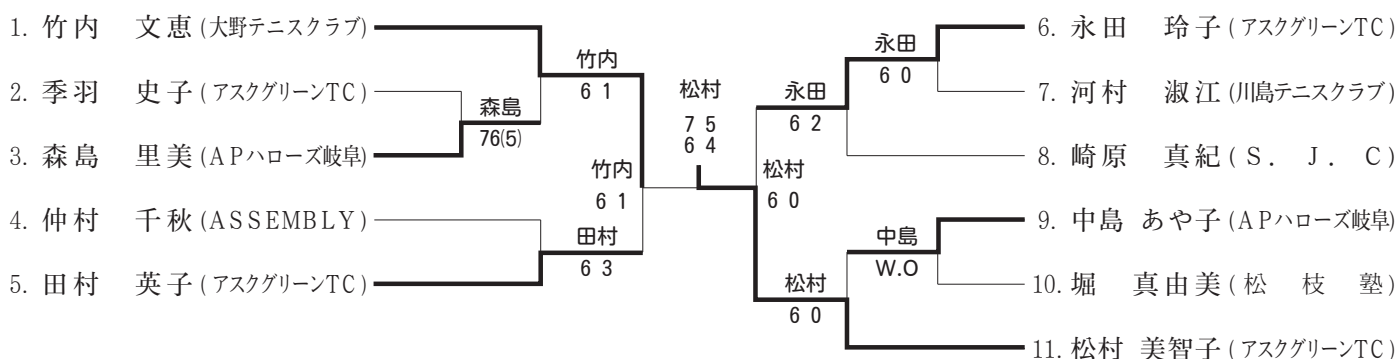 1. 竹内 文恵 (大野テニスクラブ)
2. 季羽 史子 (アスクグリーンTC)
3. 森島 里美 (APハローズ岐阜)
4. 仲村 千秋 (ASSEMBLY)
5. 田村 英子 (アスクグリーンTC)
竹内
6 1
森島
76(5)
竹内
6 1
田村
6 3
松村
7 5
6 4
永田
6 2
松村
6 0
松村
6 0
永田
6 0
中島
W.O
6. 永田 玲子 (アスクグリーンTC)
7. 河村 淑江 (川島テニスクラブ)
8. 崎原 真紀 (S. J. C)
9. 中島 あや子 (APハローズ岐阜)
10. 堀 真由美 (松枝塾)
11. 松村 美智子 (アスクグリーンTC)